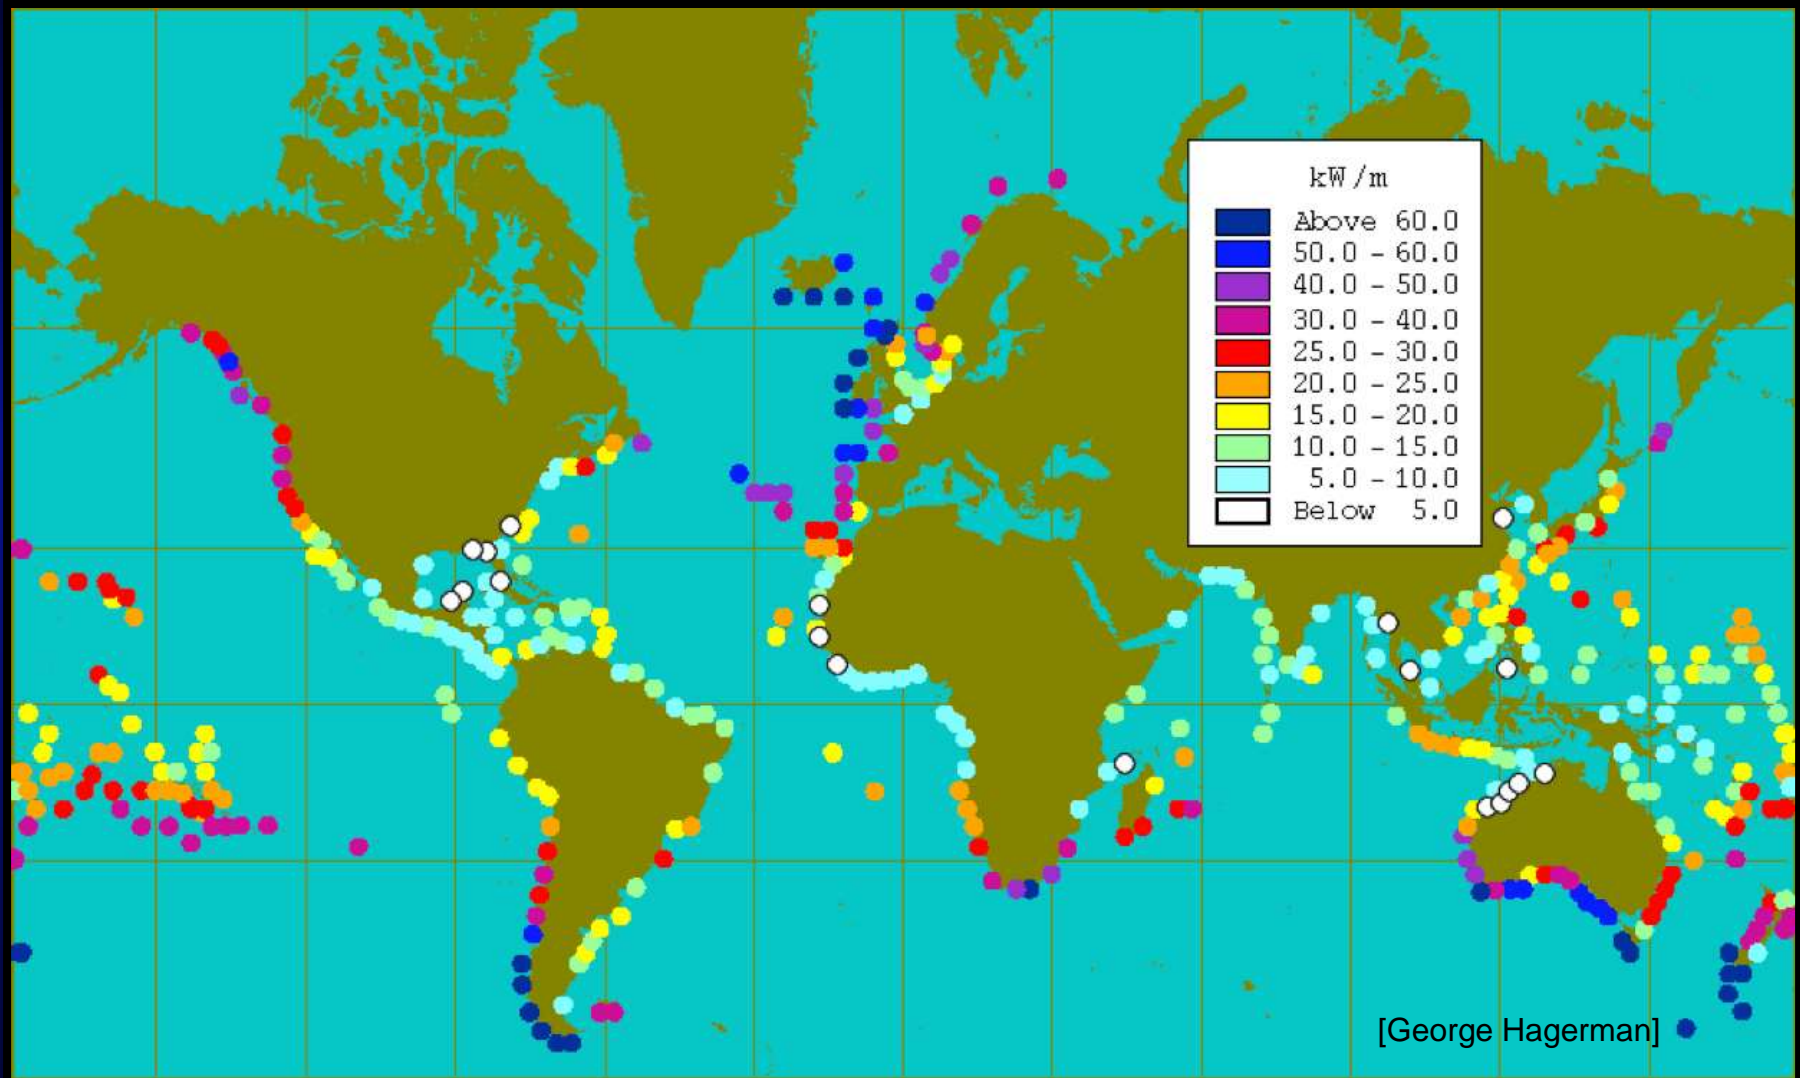 kW/m
Above 60.0
50.0 - 60.0
40.0 - 50.0
30.0 - 40.0
25.0 - 30.0
20.0 - 25.0
15.0 - 20.0
10.0 - 15.0
5.0 - 10.0
Below 5.0
[George Hagerman]